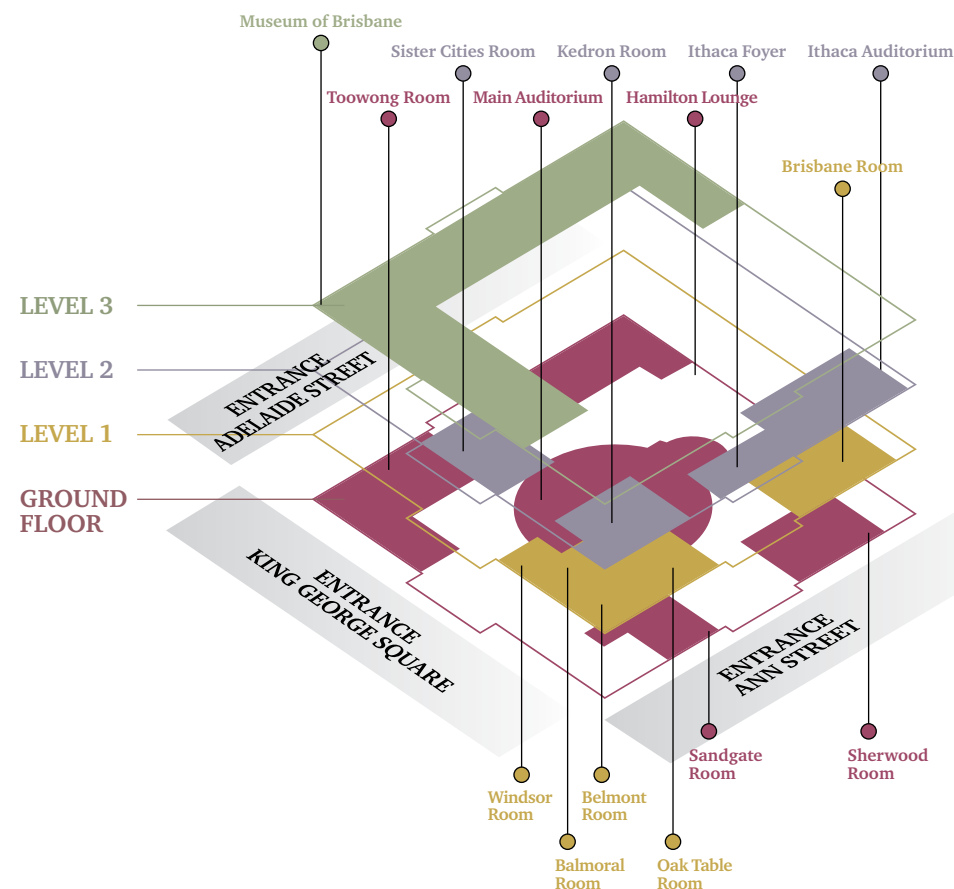 Museum of Brisbane
Sister Cities Room
Kedron Room
Ithaca Foyer
Ithaca Auditorium
Toowong Room
Main Auditorium
Hamilton Lounge
Brisbane Room
LEVEL 3
LEVEL 2
LEVEL 1
GROUND
FLOOR
ENTRANCE
ADELAIDE STREET
ENTRANCE
KING GEORGE SQUARE
ENTRANCE
ANN STREET
Sandgate
Room
Sherwood
Room
Windsor
Room
Belmont
Room
Balmoral
Room
Oak Table
Room